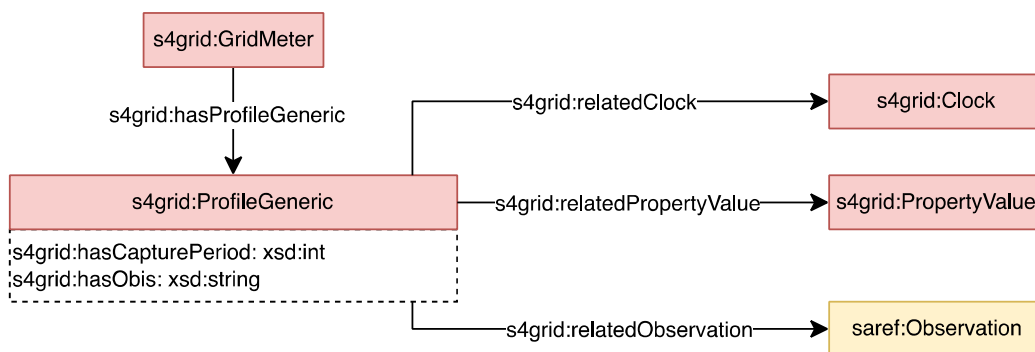 s4grid:GridMeter
s4grid:hasProfileGeneric
s4grid:relatedClock
s4grid:Clock
s4grid:ProfileGeneric
s4grid:relatedPropertyValue
s4grid:PropertyValue
s4grid:hasCapturePeriod: xsd:int
s4grid:hasObis: xsd:string
s4grid:relatedObservation
saref:Observation